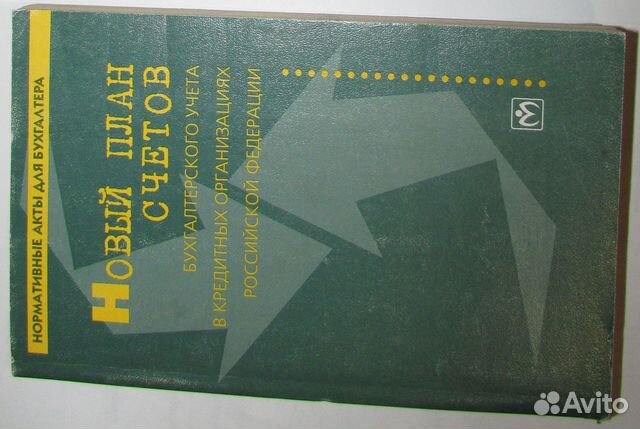 НОРМАТИВНЫЕ АКТЫ ДЛЯ БУХГАЛТЕРА
НОВЫЙ ПЛАН
СЧЕТОВ
БУХГАЛТЕРСКОГО УЧЕТА
В КРЕДИТНЫХ ОРГАНИЗАЦИЯХ
РОССИЙСКОЙ ФЕДЕРАЦИИ
Avito